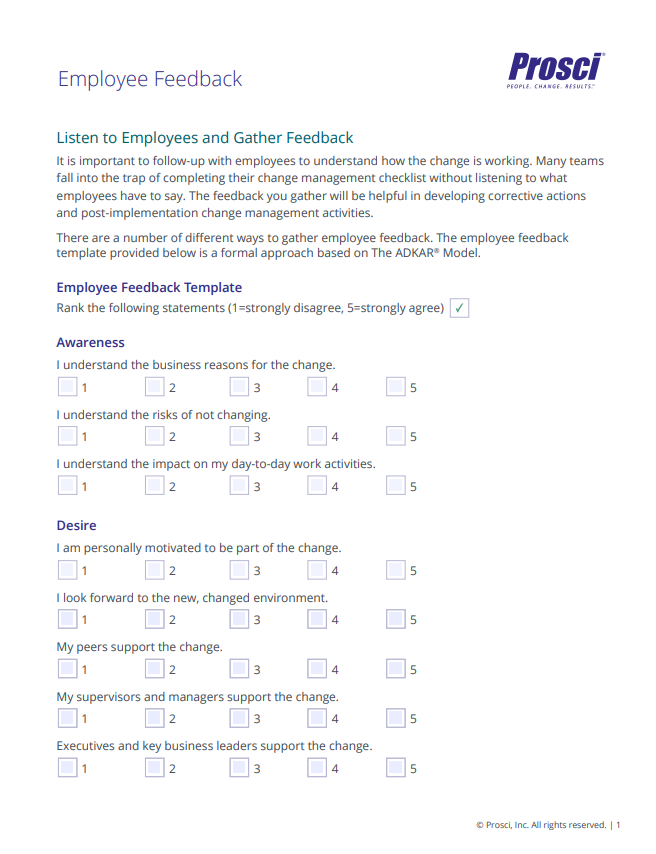 Employee Feedback
Prosci®
PEOPLE. CHANGE. RESULTS.™
Listen to Employees and Gather Feedback
It is important to follow-up with employees to understand how the change is working. Many teams
fall into the trap of completing their change management checklist without listening to what
employees have to say. The feedback you gather will be helpful in developing corrective actions
and post-implementation change management activities.
There are a number of different ways to gather employee feedback. The employee feedback
template provided below is a formal approach based on The ADKAR® Model.
Employee Feedback Template
Rank the following statements (1=strongly disagree, 5=strongly agree) ✓
Awareness
I understand the business reasons for the change.
1 2 3 4 5
I understand the risks of not changing.
1 2 3 4 5
I understand the impact on my day-to-day work activities.
1 2 3 4 5
Desire
I am personally motivated to be part of the change.
1 2 3 4 5
I look forward to the new, changed environment.
1 2 3 4 5
My peers support the change.
1 2 3 4 5
My supervisors and managers support the change.
1 2 3 4 5
Executives and key business leaders support the change.
1 2 3 4 5
© Prosci, Inc. All rights reserved. | 1